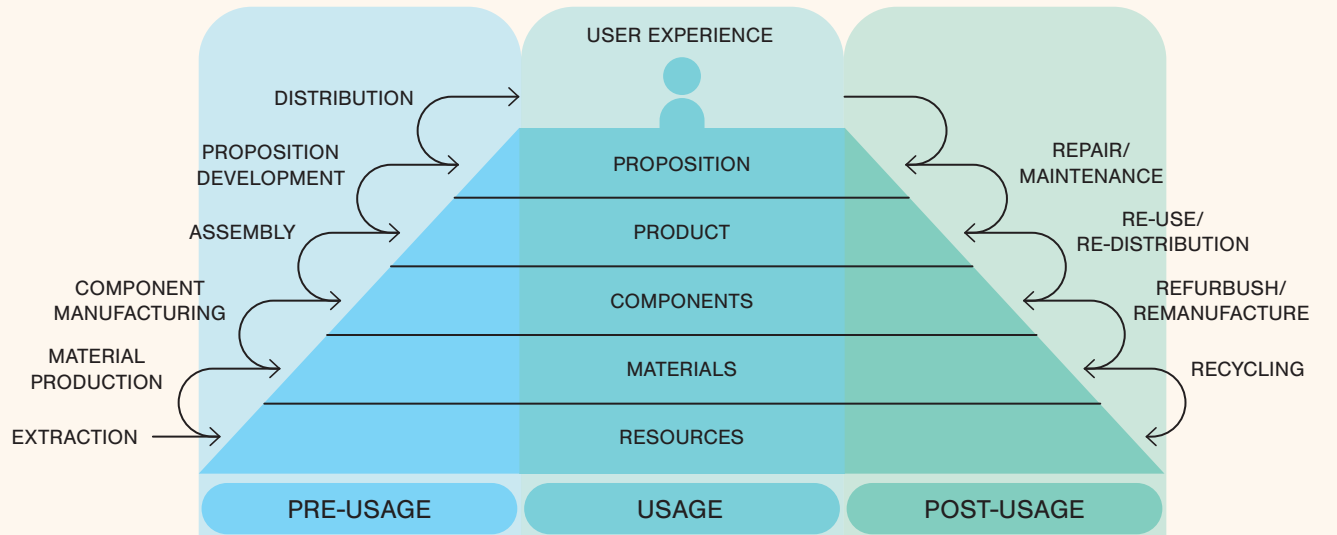 USER EXPERIENCE
DISTRIBUTION
PROPOSITION
DEVELOPMENT
PROPOSITION
REPAIR/
MAINTENANCE
ASSEMBLY
PRODUCT
RE-USE/
RE-DISTRIBUTION
COMPONENT
MANUFACTURING
COMPONENTS
REFURBUSH/
REMANUFACTURE
MATERIAL
PRODUCTION
MATERIALS
RECYCLING
EXTRACTION
RESOURCES
PRE-USAGE
USAGE
POST-USAGE